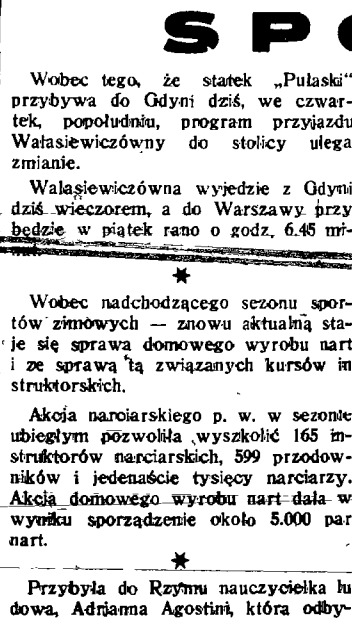 SPO
Wobec tego, że statek „Pułaski"
przybywa do Gdyni dziś, we czwar-
tek, popołudniu, program przyjazdu
Wałasiewiczówny do stolicy ulega
zmianie.
Walasiewiczówna wyjedzie z Gdyni
dziś wieczorem, a do Warszawy przy
będzie w piątek rano o godz. 6.45 mi-
★
Wobec nadchodzącego sezonu spor-
tów zimowych — znowu aktualną sta-
je się sprawa domowego wyrobu nart
i ze sprawą tą związanych kursów in
struktorskich.
Akcja narciarskiego p. w. w sezonie
ubiegłym pozwoliła wyszkolić 165 in-
struktorów narciarskich, 599 przodow-
ników i jedenaście tysięcy narciarzy.
Akcja domowego wyrobu nart dała w
wyniku sporządzenie około 5.000 par
nart.
★
Przybyła do Rzymu nauczycielka lu
dowa, Adrianna Agostini, która odby-